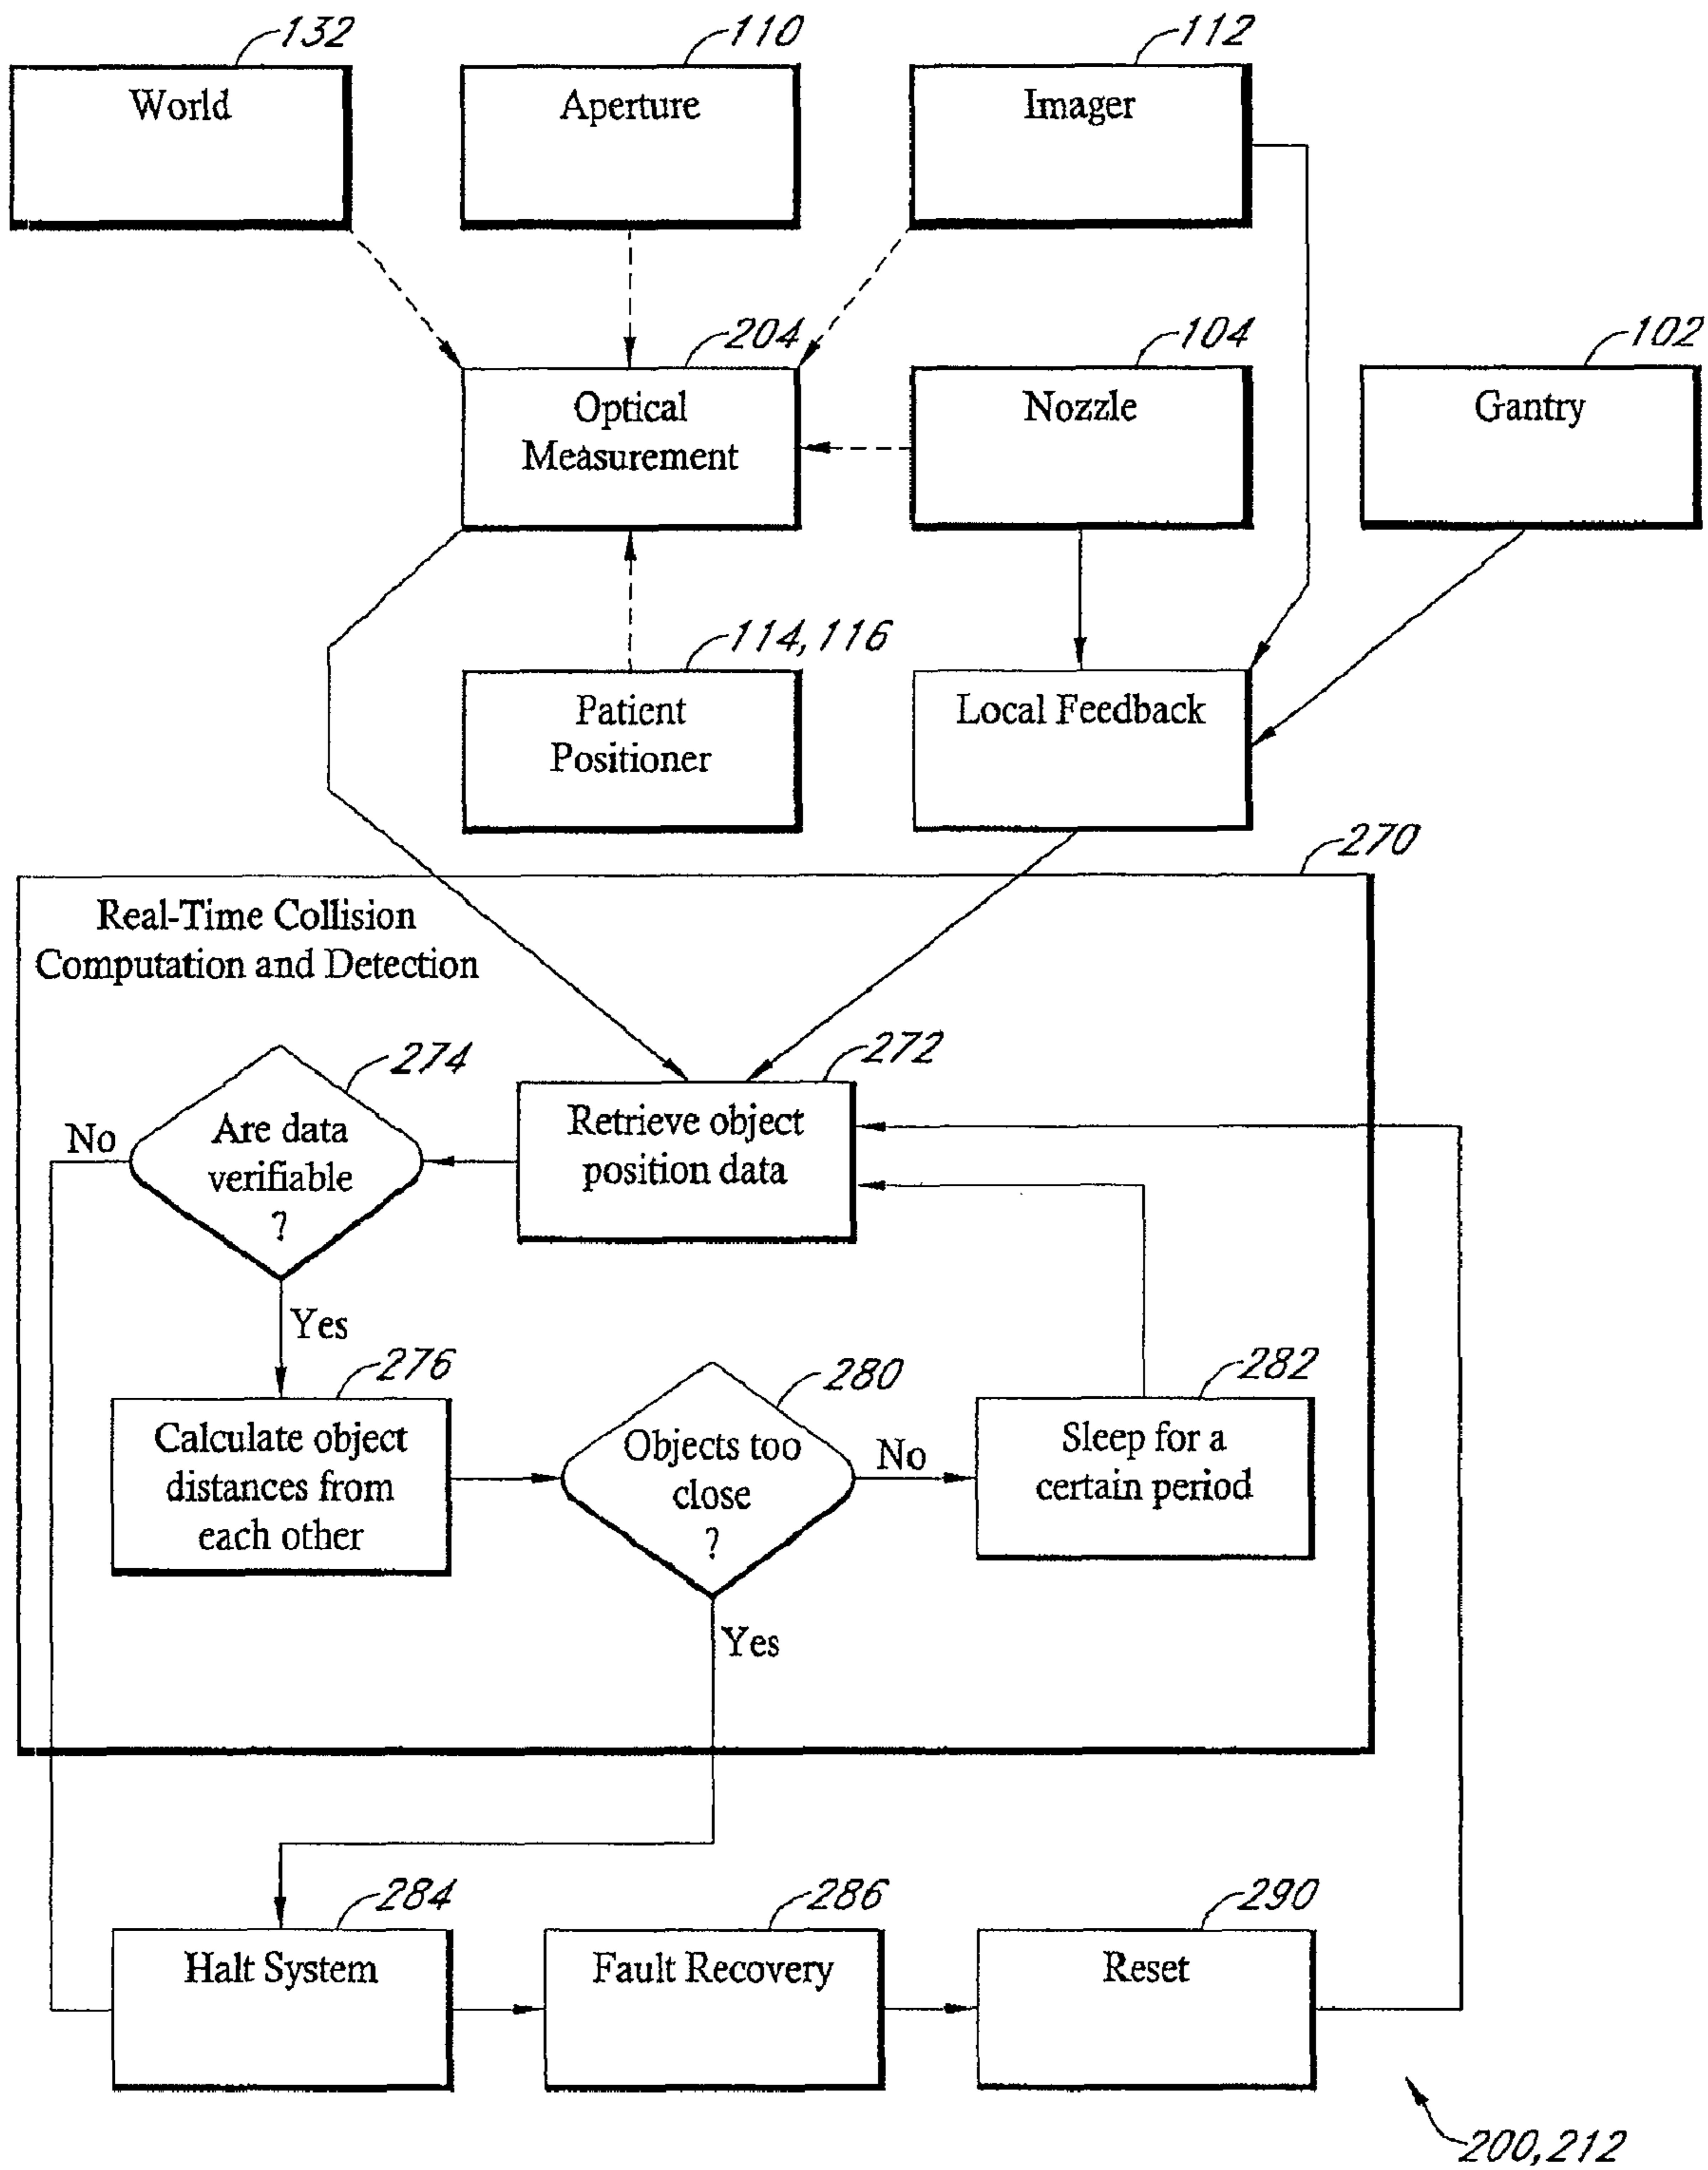 132
110
112
World
Aperture
Imager
204
104
102
Optical
Measurement
Nozzle
Gantry
114, 116
Patient
Positioner
Local Feedback
270
Real-Time Collision
Computation and Detection
274
272
Are data
verifiable
?
No
Retrieve object
position data
Yes
276
280
282
Calculate object
distances from
each other
Objects too
close
?
No
Sleep for a
certain period
Yes
284
286
290
Halt System
Fault Recovery
Reset
200, 212